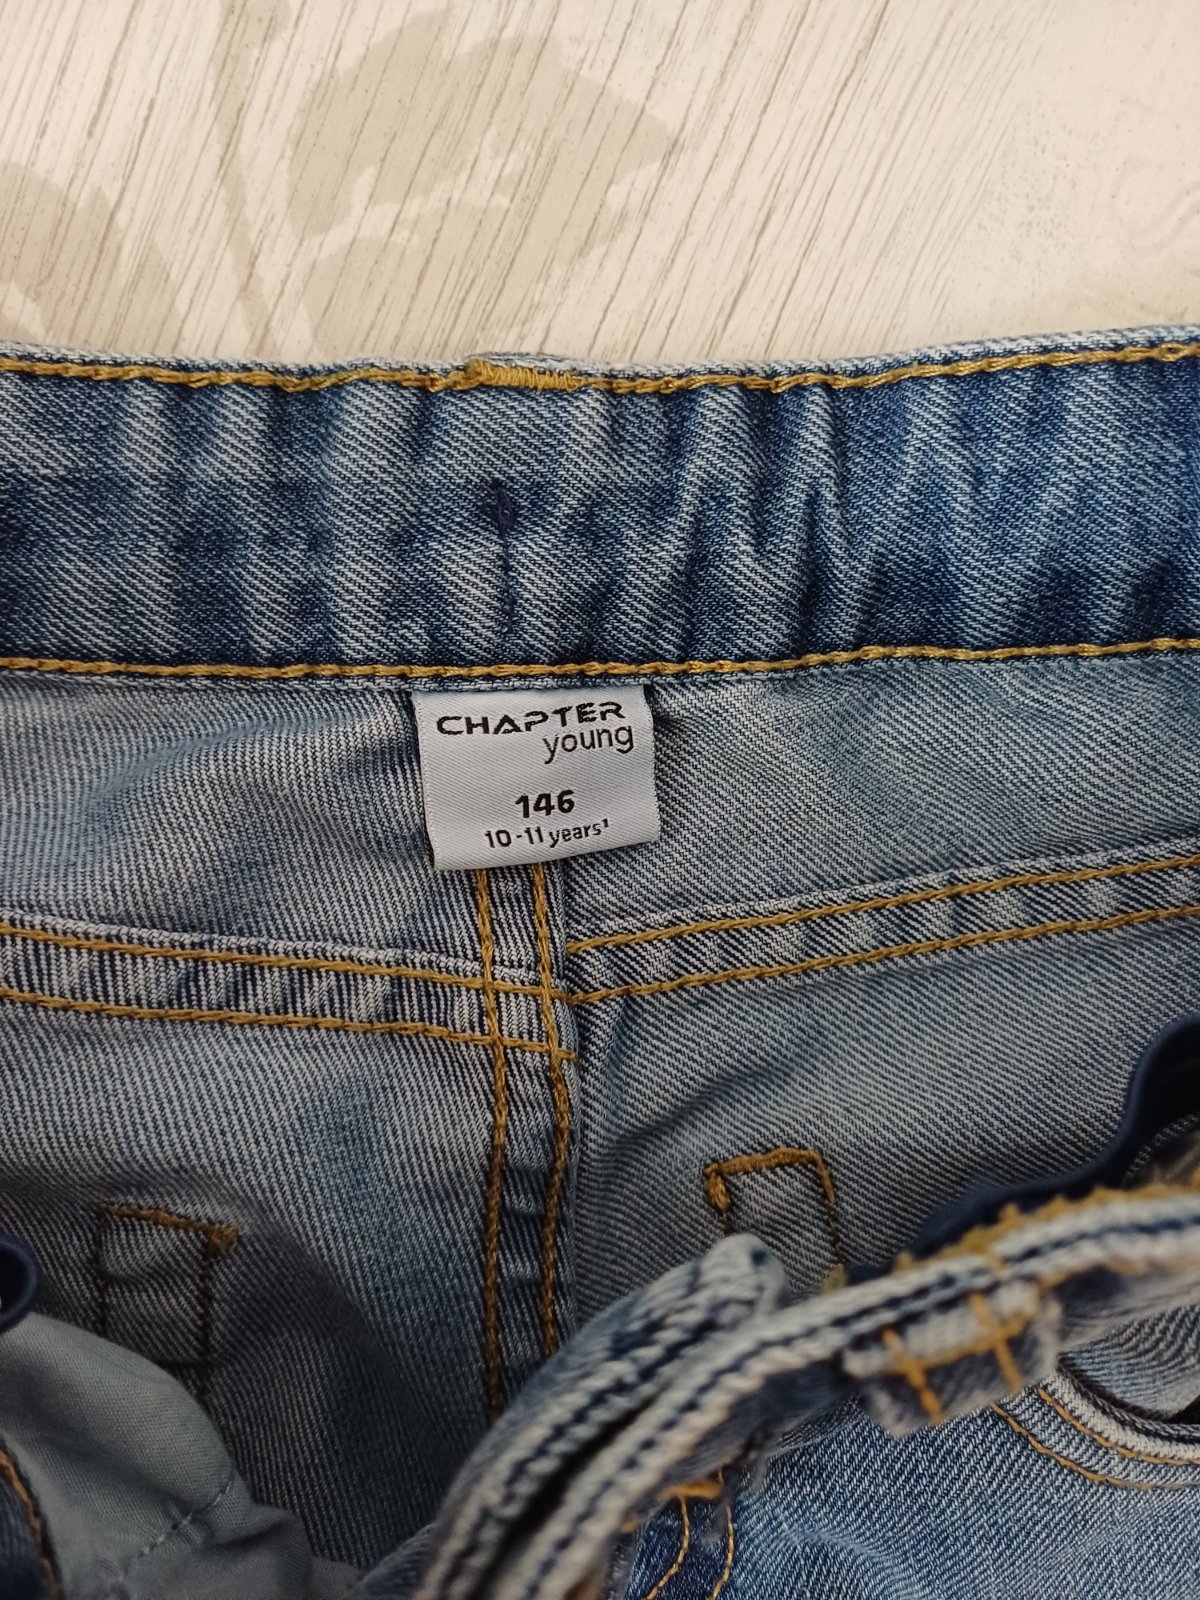 CHAPTER
young
146
10-11 years¹